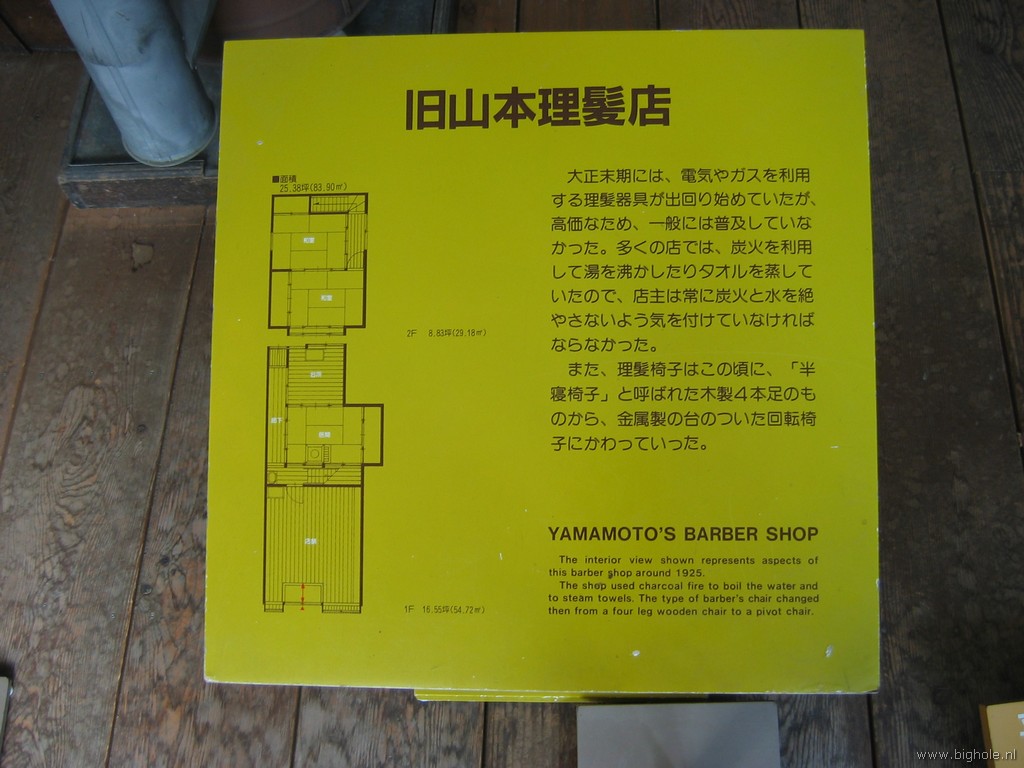 旧山本理髪店
■面積
25.38坪(83.90㎡)
2F 8.83坪(29.18㎡)
台所
廊下
居間
店舗
1F 16.55坪(54.72㎡)
大正末期には、電気やガスを利用
する理髪器具が出回り始めていたが、
高価なため、一般には普及していな
かった。多くの店では、炭火を利用
して湯を沸かしたりタオルを蒸して
いたので、店主は常に炭火と水を絶
やさないよう気を付けていなければ
ならなかった。
また、理髪椅子はこの頃に、「半
寝椅子」と呼ばれた木製4本足のも
のから、金属製の台のついた回転椅
子にかわっていった。
YAMAMOTO'S BARBER SHOP
The interior view shown represents aspects of
this barber shop around 1925.
The shop used charcoal fire to boil the water and
to steam towels. The type of barber's chair changed
then from a four leg wooden chair to a pivot chair.
www.bighole.nl